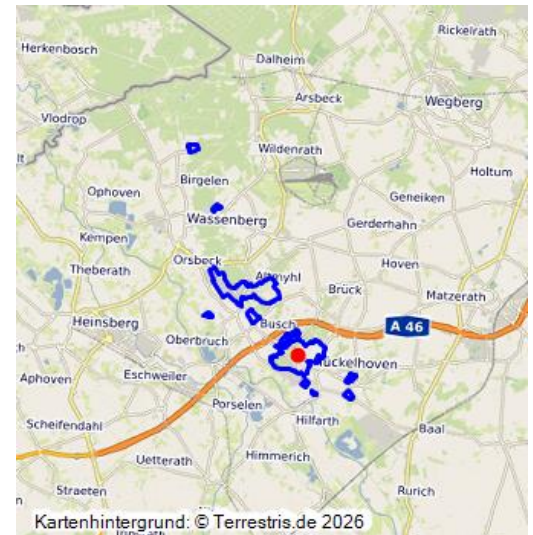 Rickelrath
Herkenbosch
Dalheim
Arsbeck
Wegberg
Vlodrop
Wildenrath
Holtum
Birgelen
Ophoven
Geneiken
Wassenberg
Gerderhahn
Kempen
Orsbeck
Hoven
Theberath
Altmyhl
Brück
Matzerath
Heinsberg
Busch
A 46
Oberbruch
ückelhoven
Aphoven
Eschweiler
Porselen
Hilfarth
Scheifendahl
Baal
Uetterath
Himmerich
Straeten
Rurich
Kartenhintergrund: © Terrestris.de 2026